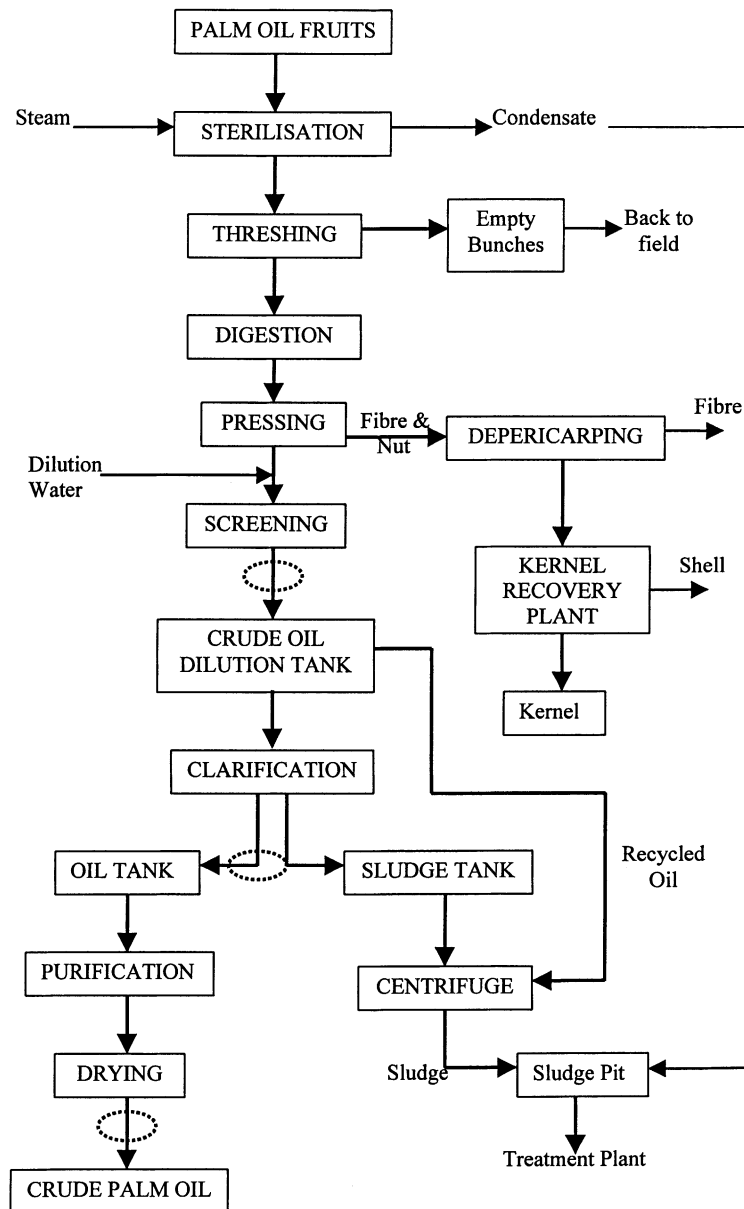 PALM OIL FRUITS
Steam
STERILISATION
Condensate
THRESHING
Empty
Bunches
Back to
field
DIGESTION
PRESSING
Fibre &
Nut
DEPERICARPING
Fibre
Dilution
Water
SCREENING
KERNEL
RECOVERY
PLANT
Shell
CRUDE OIL
DILUTION TANK
Kernel
CLARIFICATION
OIL TANK
SLUDGE TANK
Recycled
Oil
PURIFICATION
CENTRIFUGE
DRYING
Sludge
Sludge Pit
Treatment Plant
CRUDE PALM OIL